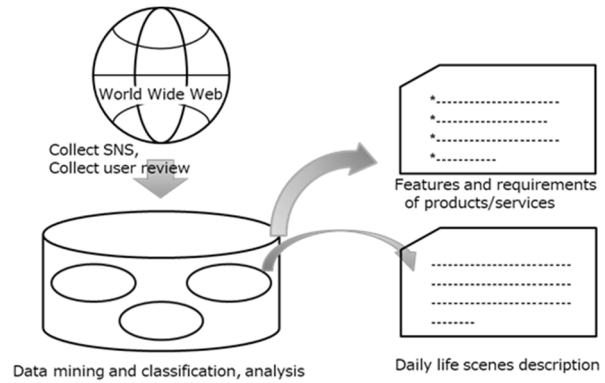 World Wide Web
Collect SNS,
Collect user review
Features and requirements
of products/services
Data mining and classification, analysis
Daily life scenes description